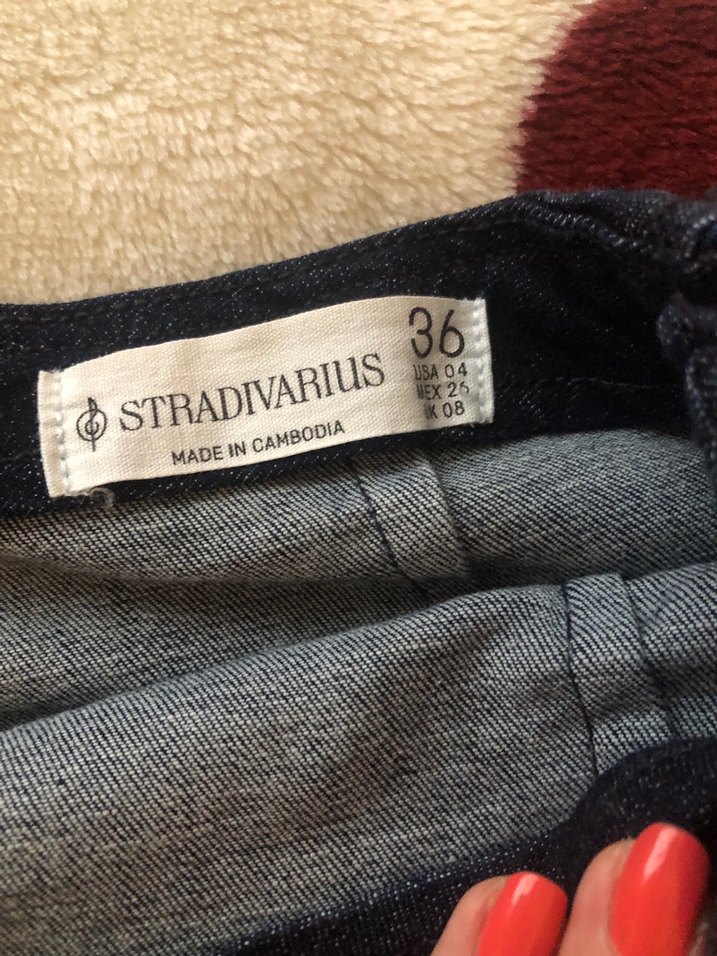 STRADIVARIUS
MADE IN CAMBODIA
36
USA 04
MEX 26
UK 08